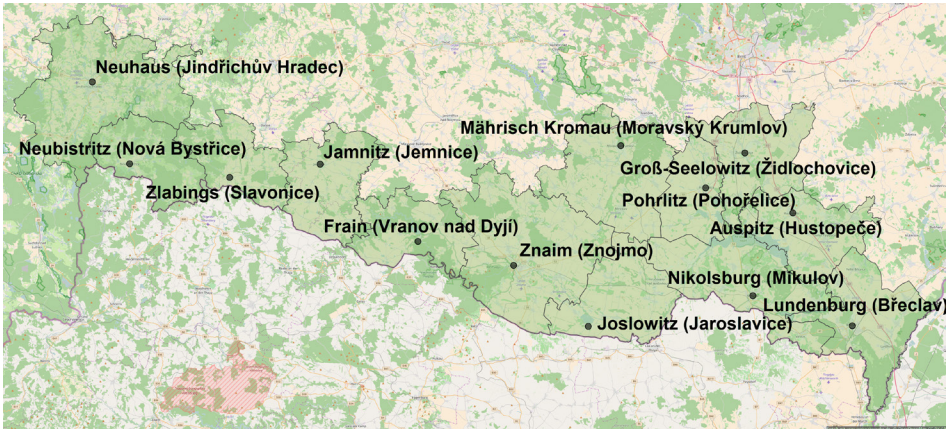 Neuhaus (Jindřichův Hradec)
Mährisch Kromau (Moravský Krumlov)
Neubistritz (Nová Bystřice)
Jamnitz (Jemnice)
Groß-Seelowitz (Židlochovice)
Zlabings (Slavonice)
Pohrlitz (Pohořelice)
Frain (Vranov nad Dyjí)
Auspitz (Hustopeče)
Znaim (Znojmo)
Nikolsburg (Mikulov)
Lundenburg (Břeclav)
Joslowitz (Jaroslavice)